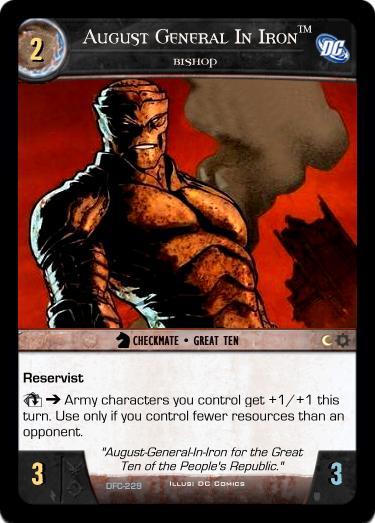 2
August General In Iron™
BISHOP
DC
CHECKMATE • GREAT TEN
Reservist
➔ Army characters you control get +1/+1 this
turn. Use only if you control fewer resources than an
opponent.
"August-General-In-Iron for the Great
Ten of the People's Republic."
3
DFC-229
ILLUS: DC COMICS
3